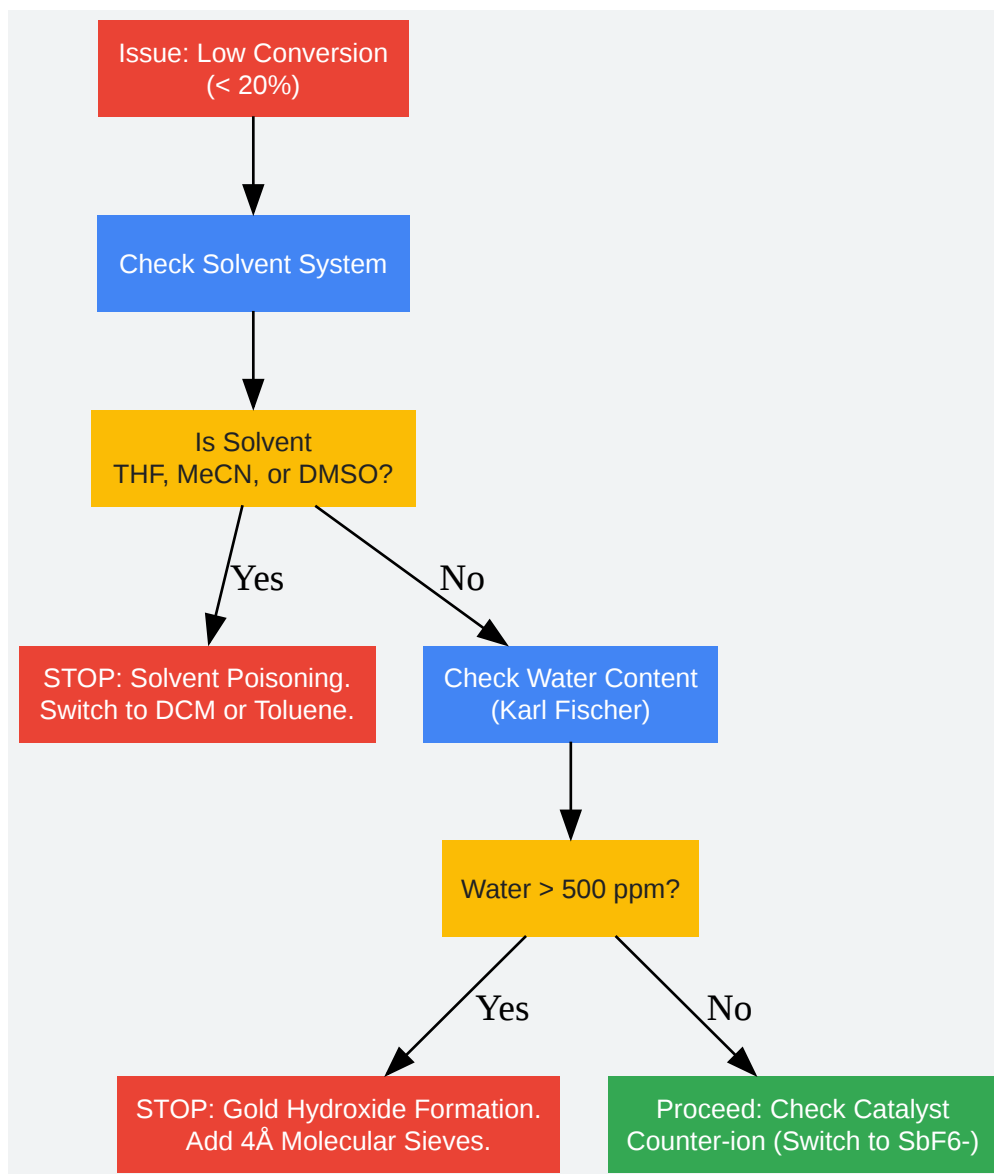 Issue: Low Conversion
(< 20%)
Check Solvent System
Is Solvent
THF, MeCN, or DMSO?
Yes
No
STOP: Solvent Poisoning.
Switch to DCM or Toluene.
Check Water Content
(Karl Fischer)
Water > 500 ppm?
Yes
No
STOP: Gold Hydroxide Formation.
Add 4Å Molecular Sieves.
Proceed: Check Catalyst
Counter-ion (Switch to SbF6-)